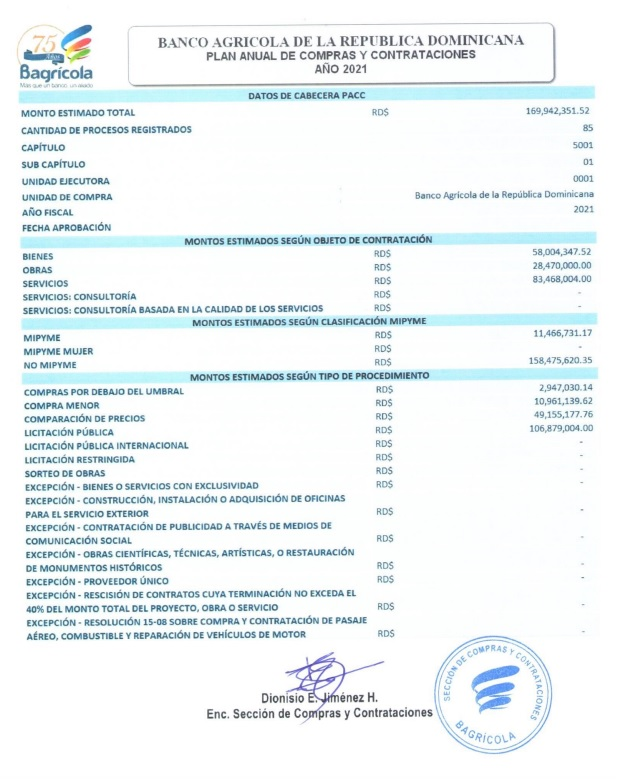 75
Años
Bagrícola
Más que un banco, un aliado
BANCO AGRICOLA DE LA REPUBLICA DOMINICANA
PLAN ANUAL DE COMPRAS Y CONTRATACIONES
AÑO 2021
DATOS DE CABECERA PACC
MONTO ESTIMADO TOTAL RD$ 169,942,351.52
CANTIDAD DE PROCESOS REGISTRADOS 85
CAPÍTULO 5001
SUB CAPÍTULO 01
UNIDAD EJECUTORA 0001
UNIDAD DE COMPRA Banco Agrícola de la República Dominicana
AÑO FISCAL 2021
FECHA APROBACIÓN
MONTOS ESTIMADOS SEGÚN OBJETO DE CONTRATACIÓN
BIENES RD$ 58,004,347.52
OBRAS RD$ 28,470,000.00
SERVICIOS RD$ 83,468,004.00
SERVICIOS: CONSULTORÍA RD$ -
SERVICIOS: CONSULTORÍA BASADA EN LA CALIDAD DE LOS SERVICIOS RD$ -
MONTOS ESTIMADOS SEGÚN CLASIFICACIÓN MIPYME
MIPYME RD$ 11,466,731.17
MIPYME MUJER RD$ -
NO MIPYME RD$ 158,475,620.35
MONTOS ESTIMADOS SEGÚN TIPO DE PROCEDIMIENTO
COMPRAS POR DEBAJO DEL UMBRAL RD$ 2,947,030.14
COMPRA MENOR RD$ 10,961,139.62
COMPARACIÓN DE PRECIOS RD$ 49,155,177.76
LICITACIÓN PÚBLICA RD$ 106,879,004.00
LICITACIÓN PÚBLICA INTERNACIONAL RD$ -
LICITACIÓN RESTRINGIDA RD$ -
SORTEO DE OBRAS RD$ -
EXCEPCIÓN - BIENES O SERVICIOS CON EXCLUSIVIDAD RD$ -
EXCEPCIÓN - CONSTRUCCIÓN, INSTALACIÓN O ADQUISICIÓN DE OFICINAS
PARA EL SERVICIO EXTERIOR RD$ -
EXCEPCIÓN - CONTRATACIÓN DE PUBLICIDAD A TRAVÉS DE MEDIOS DE
COMUNICACIÓN SOCIAL RD$ -
EXCEPCIÓN - OBRAS CIENTÍFICAS, TÉCNICAS, ARTÍSTICAS, O RESTAURACIÓN
DE MONUMENTOS HISTÓRICOS RD$ -
EXCEPCIÓN - PROVEEDOR ÚNICO RD$ -
EXCEPCIÓN - RESCISIÓN DE CONTRATOS CUYA TERMINACIÓN NO EXCEDA EL
40% DEL MONTO TOTAL DEL PROYECTO, OBRA O SERVICIO RD$ -
EXCEPCIÓN - RESOLUCIÓN 15-08 SOBRE COMPRA Y CONTRATACIÓN DE PASAJE
AÉREO, COMBUSTIBLE Y REPARACIÓN DE VEHÍCULOS DE MOTOR RD$ -
Dionisio E. Jiménez H.
Enc. Sección de Compras y Contrataciones
SECCIÓN DE COMPRAS Y CONTRATACIONES
BAGRÍCOLA